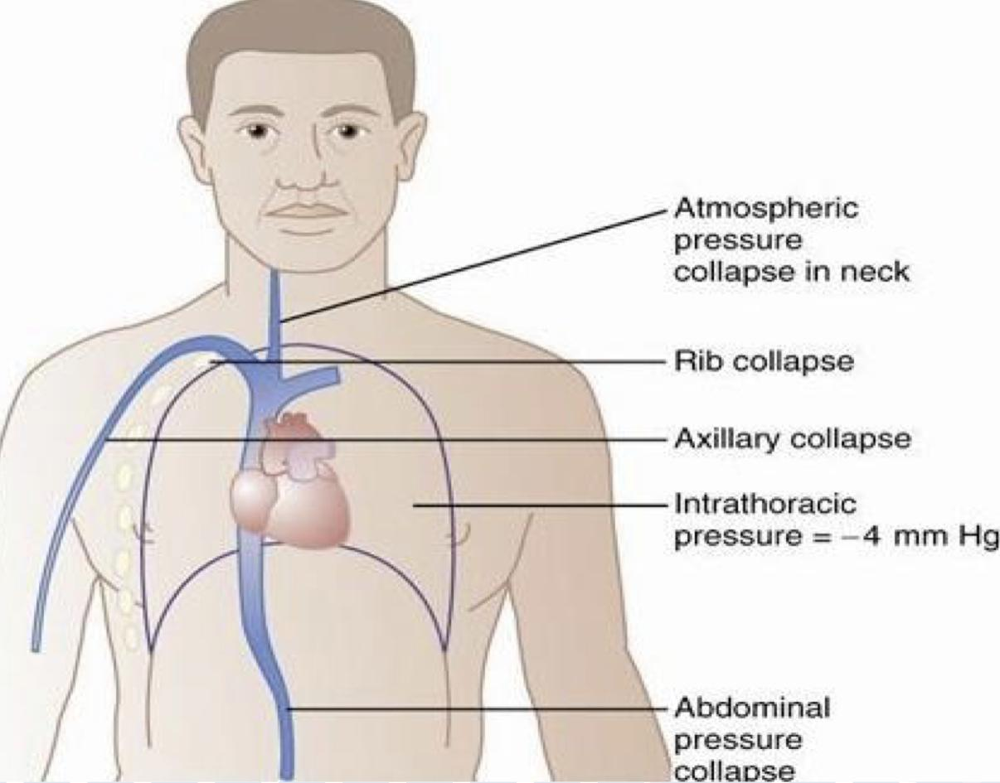 Atmospheric
pressure
collapse in neck
Rib collapse
Axillary collapse
Intrathoracic
pressure = −4 mm Hg
Abdominal
pressure
collapse